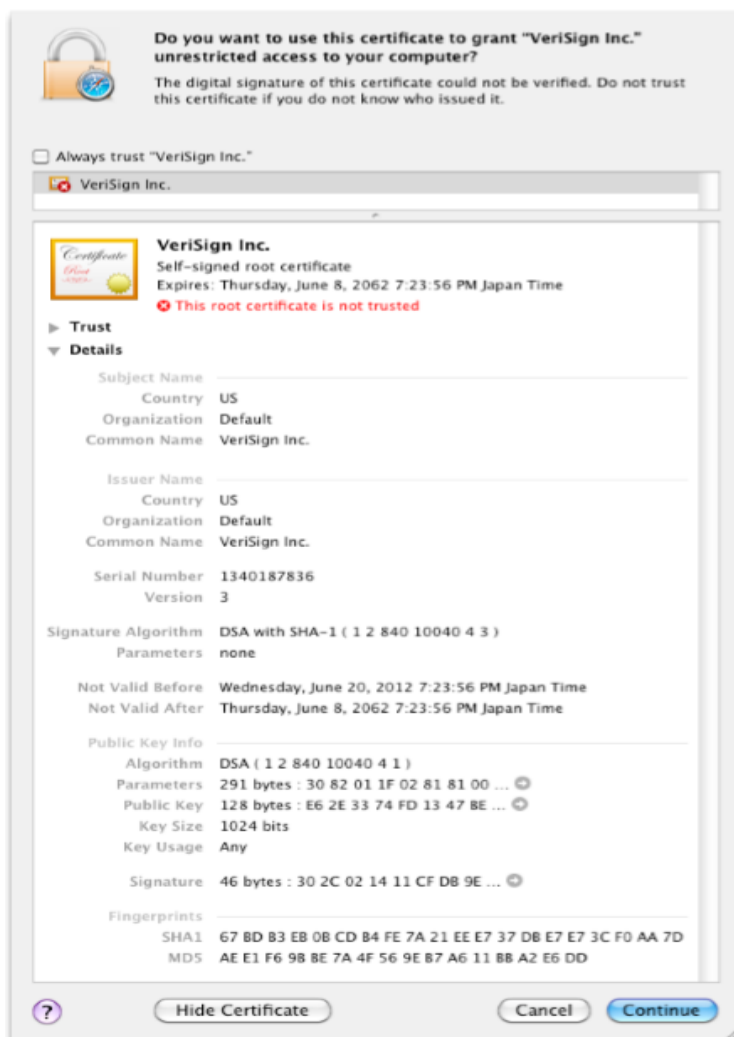 Do you want to use this certificate to grant "VeriSign Inc."
unrestricted access to your computer?
The digital signature of this certificate could not be verified. Do not trust
this certificate if you do not know who issued it.
Always trust "VeriSign Inc."
VeriSign Inc.
Certificate
Root
VeriSign Inc.
Self-signed root certificate
Expires: Thursday, June 8, 2062 7:23:56 PM Japan Time
This root certificate is not trusted
Trust
Details
Subject Name
Country US
Organization Default
Common Name VeriSign Inc.
Issuer Name
Country US
Organization Default
Common Name VeriSign Inc.
Serial Number 1340187836
Version 3
Signature Algorithm DSA with SHA-1 ( 1 2 840 10040 4 3 )
Parameters none
Not Valid Before Wednesday, June 20, 2012 7:23:56 PM Japan Time
Not Valid After Thursday, June 8, 2062 7:23:56 PM Japan Time
Public Key Info
Algorithm DSA ( 1 2 840 10040 4 1 )
Parameters 291 bytes : 30 82 01 1F 02 81 81 00 ...
Public Key 128 bytes : E6 2E 33 74 FD 13 47 8E ...
Key Size 1024 bits
Key Usage Any
Signature 46 bytes : 30 2C 02 14 11 CF DB 9E ...
Fingerprints
SHA1 67 BD B3 EB 0B CD B4 FE 7A 21 EE E7 37 DB E7 E7 3C F0 AA 7D
MD5 AE E1 F6 98 8E 7A 4F 56 9E B7 A6 11 BB A2 E6 DD
? Hide Certificate Cancel Continue